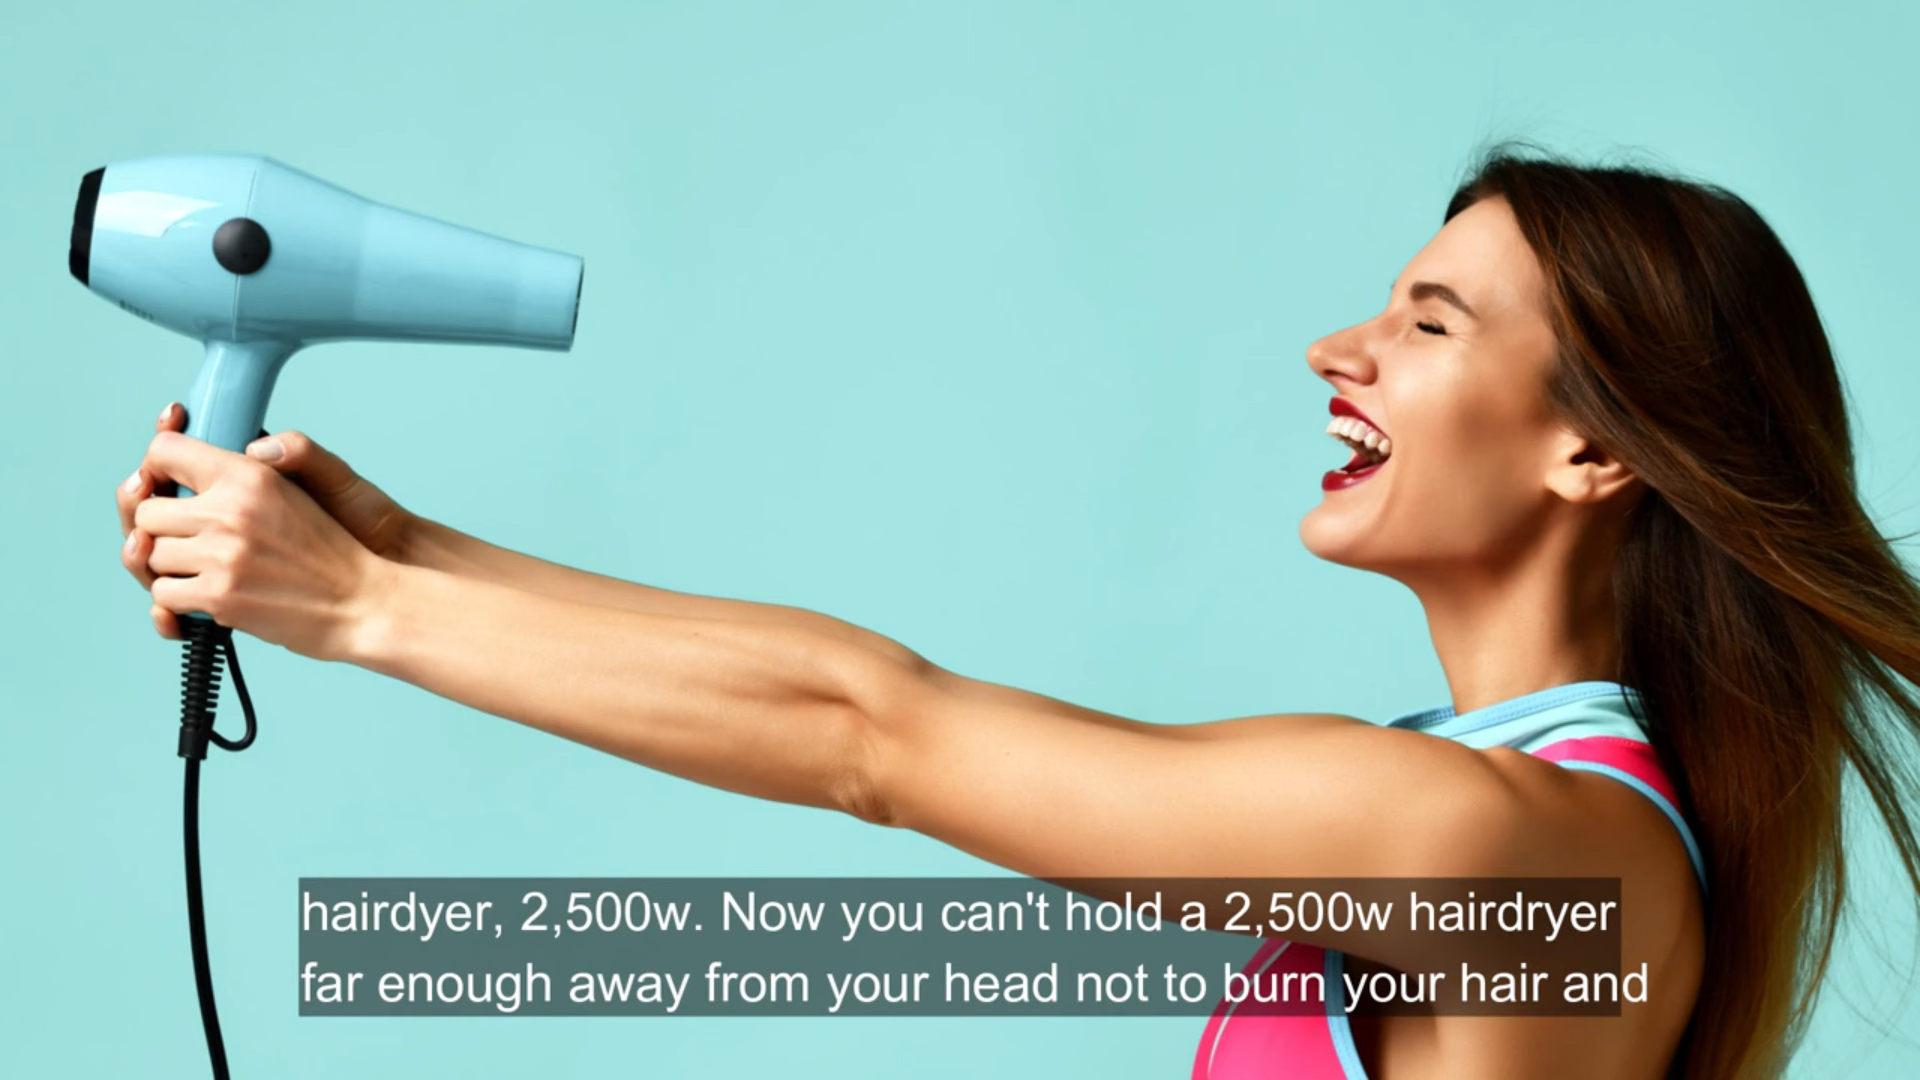 hairdyer, 2,500w. Now you can't hold a 2,500w hairdryer
far enough away from your head not to burn your hair and